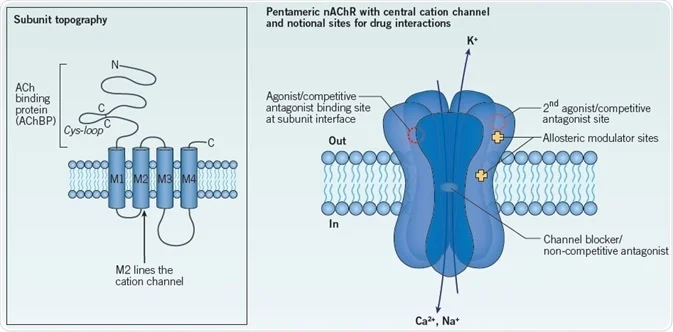 Subunit topography
N
ACh
binding
protein
(AChBP)
C
C
Cys-loop
C
M1 M2 M3 M4
M2 lines the
cation channel
Pentameric nAChR with central cation channel
and notional sites for drug interactions
K⁺
Agonist/competitive
antagonist binding site
at subunit interface
2nd agonist/competitive
antagonist site
Allosteric modulator sites
Out
In
Channel blocker/
non-competitive antagonist
Ca²⁺, Na⁺